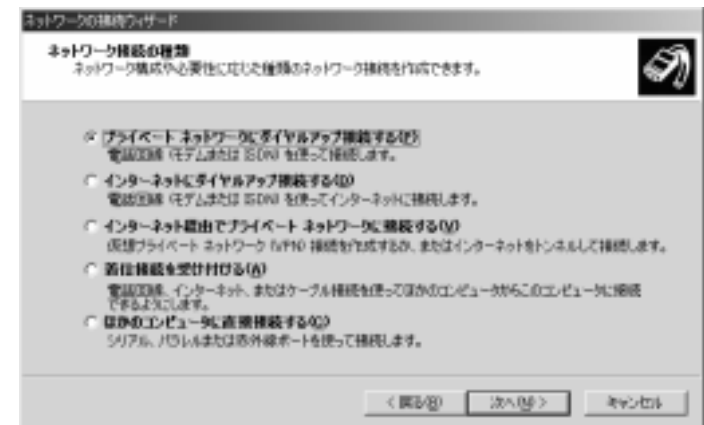 ネットワークの接続ウィザード
ネットワーク接続の種類
ネットワーク構成や必要性に応じた種類のネットワーク接続を作成できます。
プライベート ネットワークにダイヤルアップ接続する(P)
電話回線 (モデムまたは ISDN) を使って接続します。
インターネットにダイヤルアップ接続する(D)
電話回線 (モデムまたは ISDN) を使ってインターネットに接続します。
インターネット経由でプライベート ネットワークに接続する(V)
仮想プライベート ネットワーク (VPN) 接続を作成するか、またはインターネットをトンネルして接続します。
着信接続を受け付ける(A)
電話回線、インターネット、またはケーブル接続を使ってほかのコンピュータからこのコンピュータに接続
できるようにします。
ほかのコンピュータに直接接続する(C)
シリアル、パラレルまたは赤外線ポートを使って接続します。
< 戻る(B) 次へ(N) > キャンセル